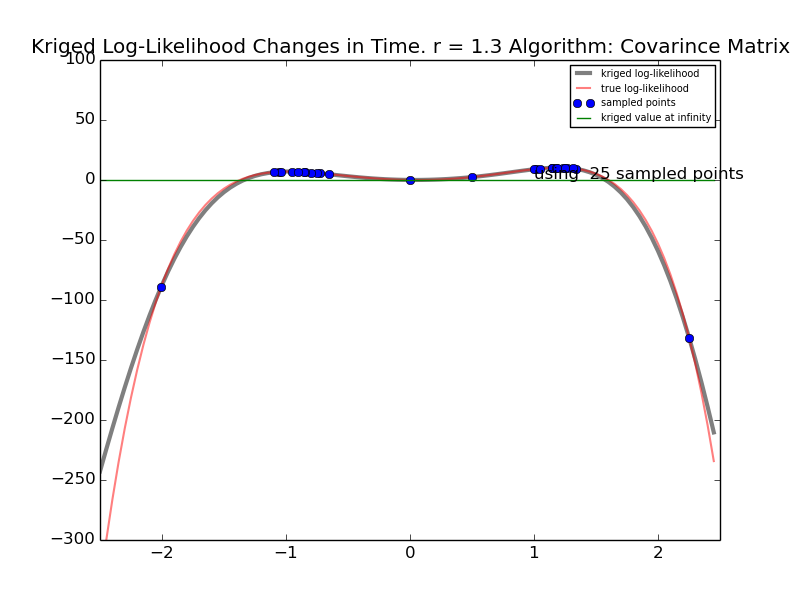 Kriged Log-Likelihood Changes in Time. r = 1.3 Algorithm: Covarince Matrix
100
50
0
−50
−100
−150
−200
−250
−300
−2
−1
0
1
2
kriged log-likelihood
true log-likelihood
sampled points
kriged value at infinity
using  25 sampled points